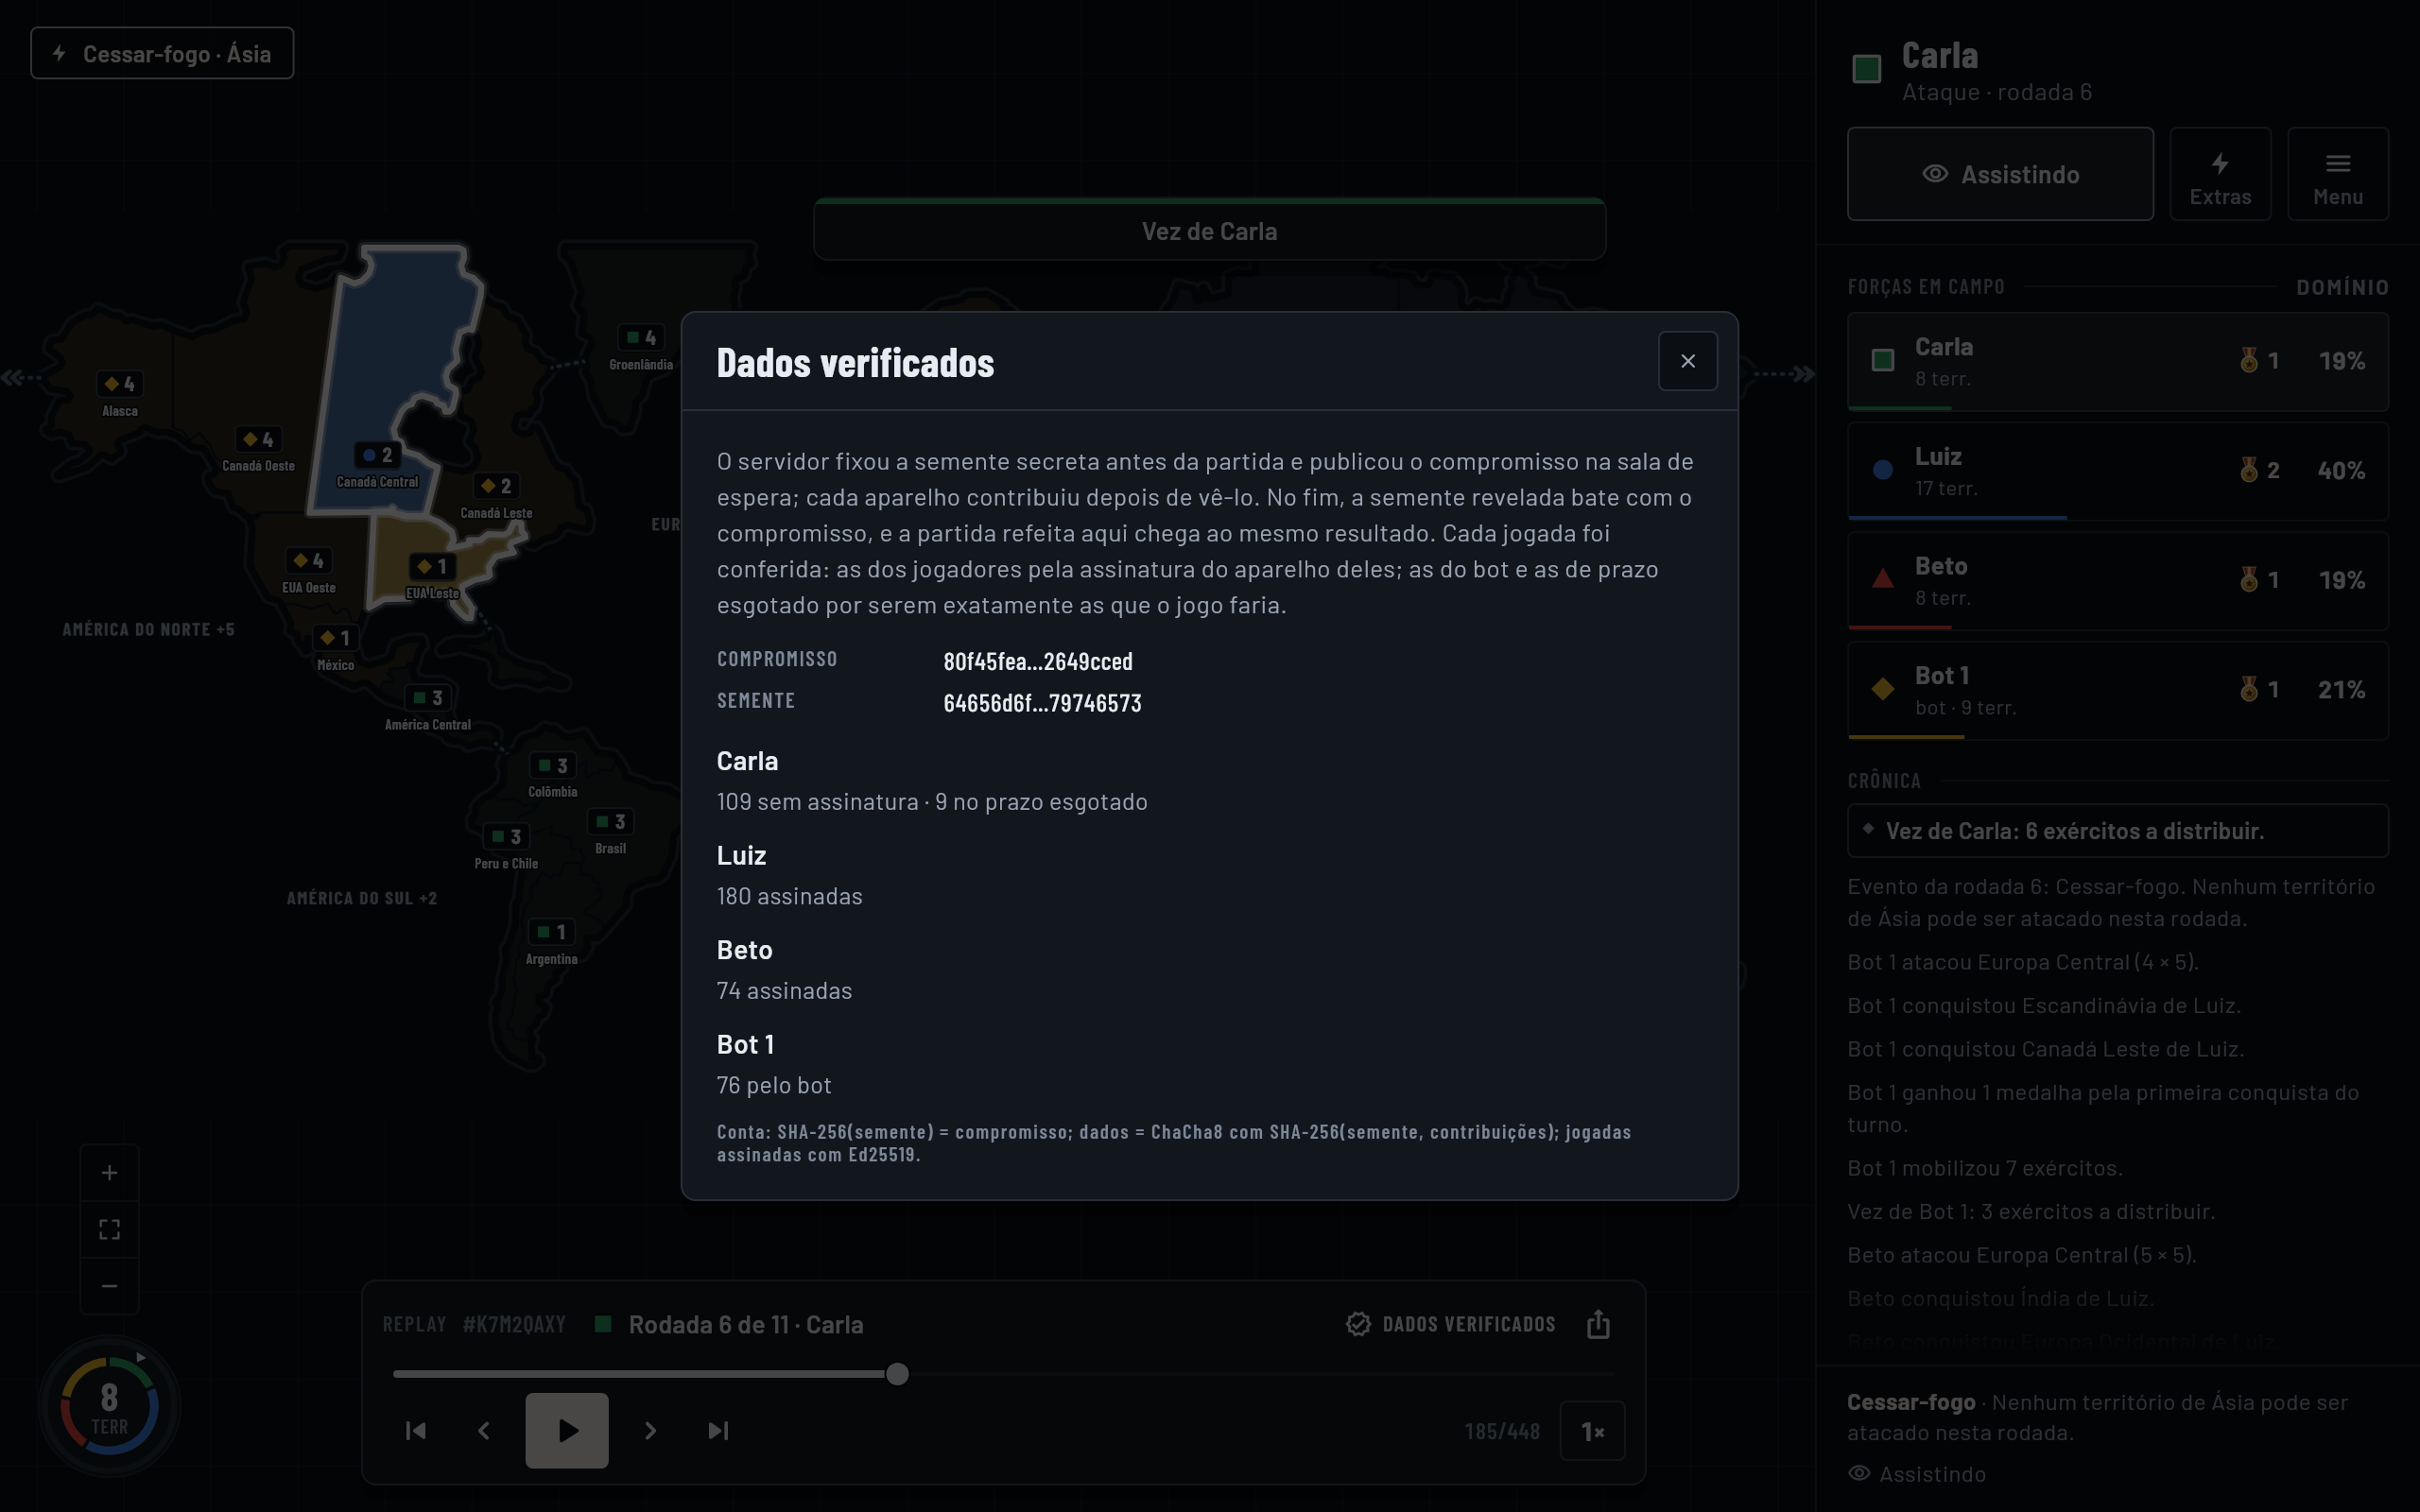 Cessar-fogo · Ásia
Vez de Carla
4
Alasca
4
Canadá Oeste
2
Canadá Central
2
Canadá Leste
4
Groenlândia
4
EUA Oeste
1
EUA Leste
1
México
3
América Central
3
Colômbia
3
Brasil
3
Peru e Chile
1
Argentina
AMÉRICA DO NORTE +5
AMÉRICA DO SUL +2
EUR
Dados verificados
O servidor fixou a semente secreta antes da partida e publicou o compromisso na sala de
espera; cada aparelho contribuiu depois de vê-lo. No fim, a semente revelada bate com o
compromisso, e a partida refeita aqui chega ao mesmo resultado. Cada jogada foi
conferida: as dos jogadores pela assinatura do aparelho deles; as do bot e as de prazo
esgotado por serem exatamente as que o jogo faria.
COMPROMISSO 80f45fea…2649cced
SEMENTE 64656d6f…79746573
Carla
109 sem assinatura · 9 no prazo esgotado
Luiz
180 assinadas
Beto
74 assinadas
Bot 1
76 pelo bot
Conta: SHA-256(semente) = compromisso; dados = ChaCha8 com SHA-256(semente, contribuições); jogadas
assinadas com Ed25519.
8
TERR
REPLAY #K7M2QAXY Rodada 6 de 11 · Carla
DADOS VERIFICADOS
185/448
1×
Carla
Ataque · rodada 6
Assistindo
Extras
Menu
FORÇAS EM CAMPO DOMÍNIO
Carla
8 terr.
1 19%
Luiz
17 terr.
2 40%
Beto
8 terr.
1 19%
Bot 1
bot · 9 terr.
1 21%
CRÔNICA
Vez de Carla: 6 exércitos a distribuir.
Evento da rodada 6: Cessar-fogo. Nenhum território
de Ásia pode ser atacado nesta rodada.
Bot 1 atacou Europa Central (4 × 5).
Bot 1 conquistou Escandinávia de Luiz.
Bot 1 conquistou Canadá Leste de Luiz.
Bot 1 ganhou 1 medalha pela primeira conquista do
turno.
Bot 1 mobilizou 7 exércitos.
Vez de Bot 1: 3 exércitos a distribuir.
Beto atacou Europa Central (5 × 5).
Beto conquistou Índia de Luiz.
Beto conquistou Europa Ocidental de Luiz.
Cessar-fogo · Nenhum território de Ásia pode ser
atacado nesta rodada.
Assistindo